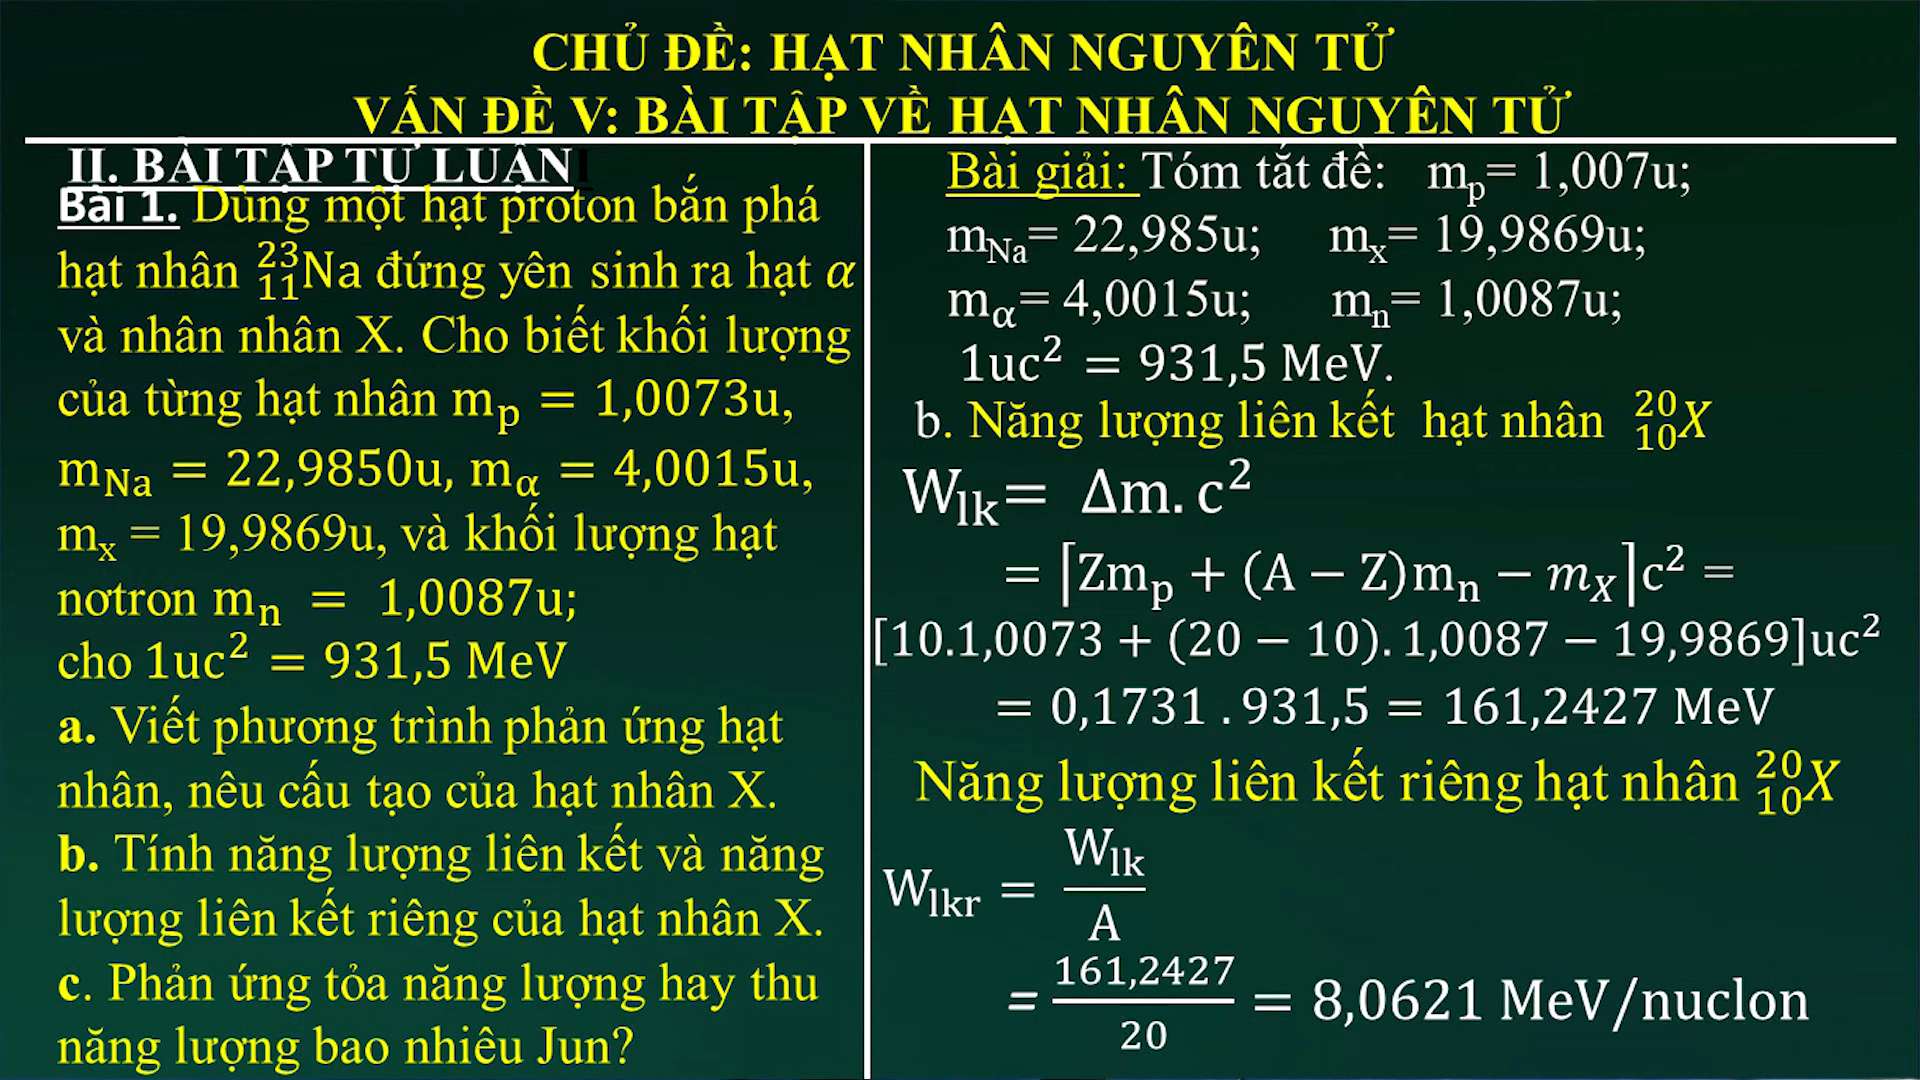 CHỦ ĐỀ: HẠT NHÂN NGUYÊN TỬ
VẤN ĐỀ V: BÀI TẬP VỀ HẠT NHÂN NGUYÊN TỬ
II. BÀI TẬP TỰ LUẬN
Bài 1. Dùng một hạt proton bắn phá
hạt nhân ²³₁₁Na đứng yên sinh ra hạt α
và nhân nhân X. Cho biết khối lượng
của từng hạt nhân mₚ = 1,0073u,
m_Na = 22,9850u, m_α = 4,0015u,
mₓ = 19,9869u, và khối lượng hạt
nơtron mₙ = 1,0087u;
cho 1uc² = 931,5 MeV
a. Viết phương trình phản ứng hạt
nhân, nêu cấu tạo của hạt nhân X.
b. Tính năng lượng liên kết và năng
lượng liên kết riêng của hạt nhân X.
c. Phản ứng tỏa năng lượng hay thu
năng lượng bao nhiêu Jun?
Bài giải: Tóm tắt đề: mₚ= 1,007u;
m_Na= 22,985u; mₓ= 19,9869u;
m_α= 4,0015u; mₙ= 1,0087u;
1uc² = 931,5 MeV.
b. Năng lượng liên kết hạt nhân ²⁰₁₀X
W_lk= Δm. c²
= [Zmₚ + (A − Z)mₙ − m_X]c² =
[10.1,0073 + (20 − 10). 1,0087 − 19,9869]uc²
= 0,1731 . 931,5 = 161,2427 MeV
Năng lượng liên kết riêng hạt nhân ²⁰₁₀X
W_lkr = W_lk / A
= 161,2427 / 20 = 8,0621 MeV/nuclon